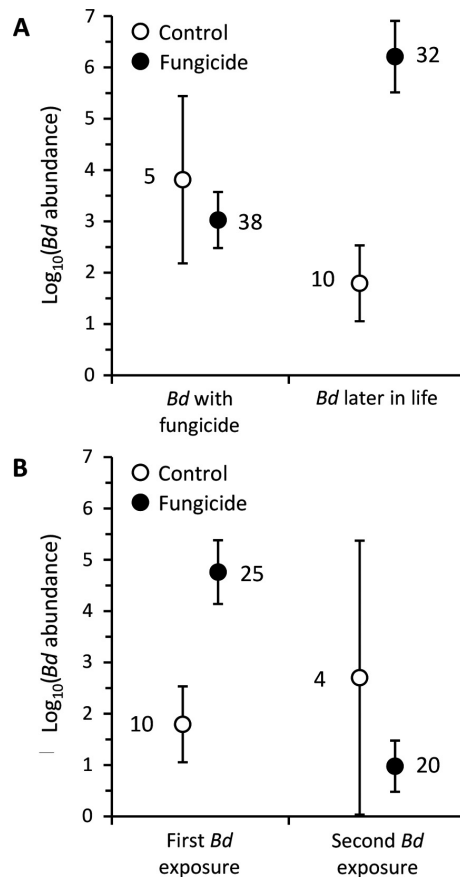 A
Control
Fungicide
Log10(Bd abundance)
7
6
5
4
3
2
1
0
5
38
10
32
Bd with
fungicide
Bd later in life
B
Control
Fungicide
Log10(Bd abundance)
7
6
5
4
3
2
1
0
10
25
4
20
First Bd
exposure
Second Bd
exposure